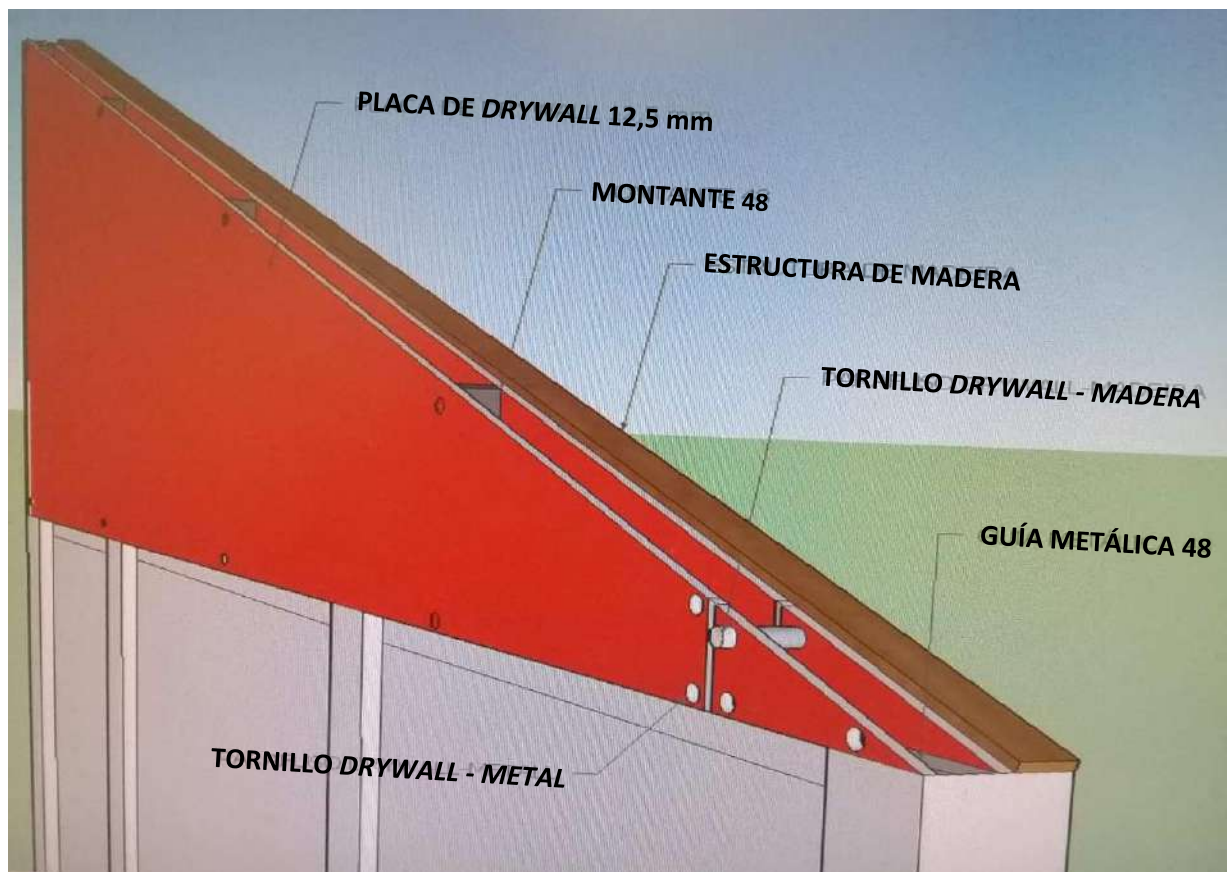 PLACA DE DRYWALL 12,5 mm
MONTANTE 48
ESTRUCTURA DE MADERA
TORNILLO DRYWALL - MADERA
GUÍA METÁLICA 48
TORNILLO DRYWALL - METAL